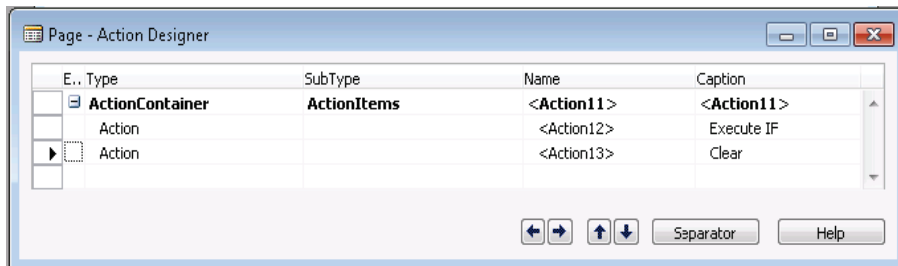 Page - Action Designer
E.. Type SubType Name Caption
ActionContainer ActionItems <Action11> <Action11>
Action <Action12> Execute IF
Action <Action13> Clear
Separator Help